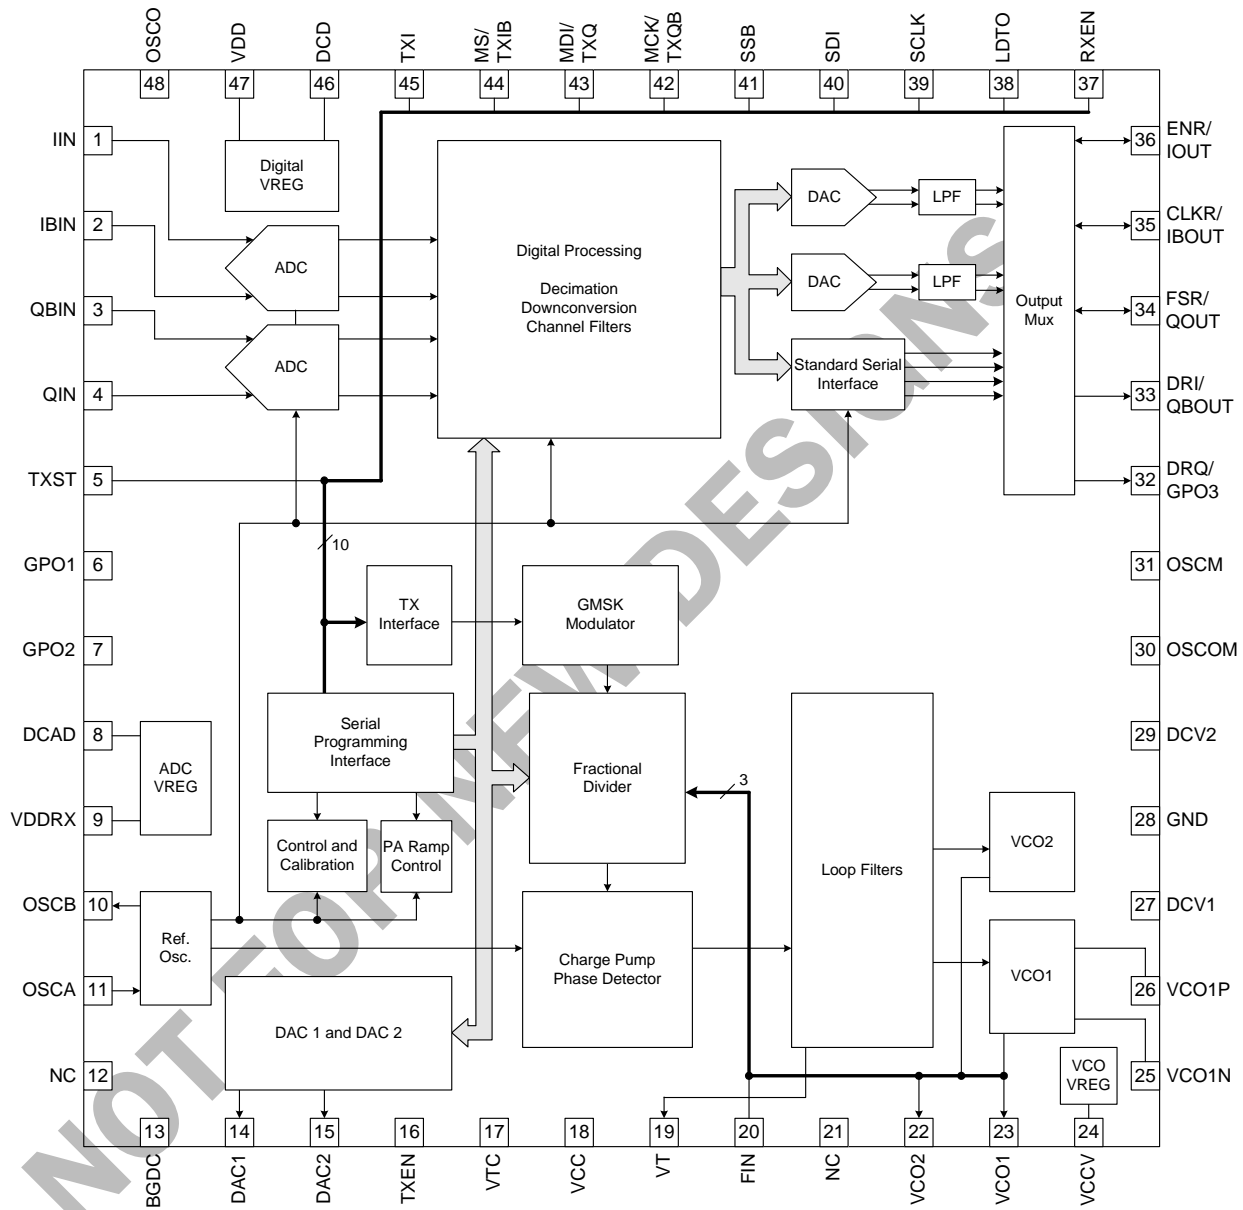 OSCO
VDD
DCD
TXI
MS/
TXIB
MDI/
TXQ
MCK/
TXQB
SSB
SDI
SCLK
LDTO
RXEN
48
47
46
45
44
43
42
41
40
39
38
37
IIN 1
IBIN 2
QBIN 3
QIN 4
TXST 5
GPO1 6
GPO2 7
DCAD 8
VDDRX 9
OSCB 10
OSCA 11
NC 12
Digital
VREG
ADC
ADC
Digital Processing
Decimation
Downconversion
Channel Filters
DAC
LPF
DAC
LPF
Standard Serial
Interface
Output
Mux
36 ENR/
IOUT
35 CLKR/
IBOUT
34 FSR/
QOUT
33 DRI/
QBOUT
32 DRQ/
GPO3
31 OSCM
30 OSCOM
29 DCV2
28 GND
27 DCV1
26 VCO1P
25 VCO1N
10
TX
Interface
GMSK
Modulator
Serial
Programming
Interface
ADC
VREG
Fractional
Divider
3
Control and
Calibration
PA Ramp
Control
Loop Filters
VCO2
Ref.
Osc.
Charge Pump
Phase Detector
VCO1
DAC 1 and DAC 2
VCO
VREG
13
14
15
16
17
18
19
20
21
22
23
24
BGDC
DAC1
DAC2
TXEN
VTC
VCC
VT
FIN
NC
VCO2
VCO1
VCCV
NOT FOR NEW DESIGNS